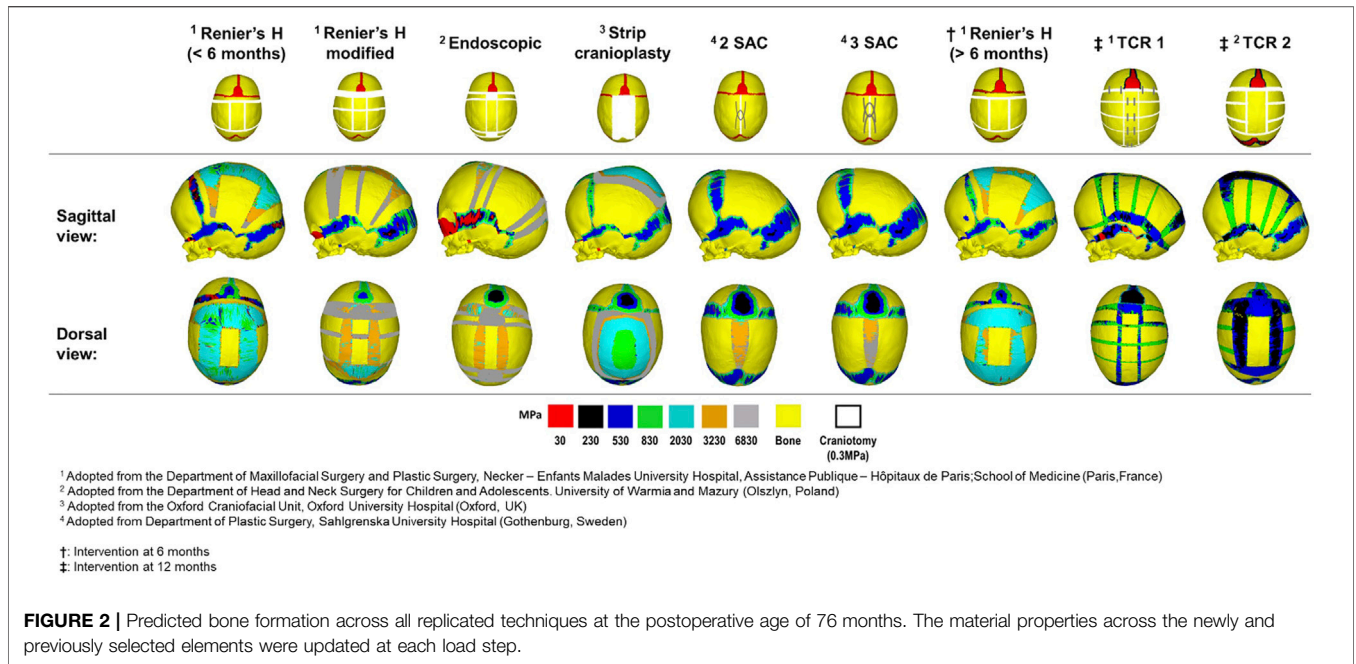 1 Renier's H (< 6 months)
1 Renier's H modified
2 Endoscopic
3 Strip cranioplasty
4 2 SAC
4 3 SAC
† 1 Renier's H (> 6 months)
‡ 1 TCR 1
‡ 2 TCR 2
Sagittal view:
Dorsal view:
MPa
30 230 530 830 2030 3230 6830 Bone Craniotomy
(0.3MPa)
1 Adopted from the Department of Maxillofacial Surgery and Plastic Surgery, Necker – Enfants Malades University Hospital, Assistance Publique – Hôpitaux de Paris;School of Medicine (Paris,France)
2 Adopted from the Department of Head and Neck Surgery for Children and Adolescents. University of Warmia and Mazury (Olszlyn, Poland)
3 Adopted from the Oxford Craniofacial Unit, Oxford University Hospital (Oxford, UK)
4 Adopted from Department of Plastic Surgery, Sahlgrenska University Hospital (Gothenburg, Sweden)
†: Intervention at 6 months
‡: Intervention at 12 months
FIGURE 2 | Predicted bone formation across all replicated techniques at the postoperative age of 76 months. The material properties across the newly and
previously selected elements were updated at each load step.